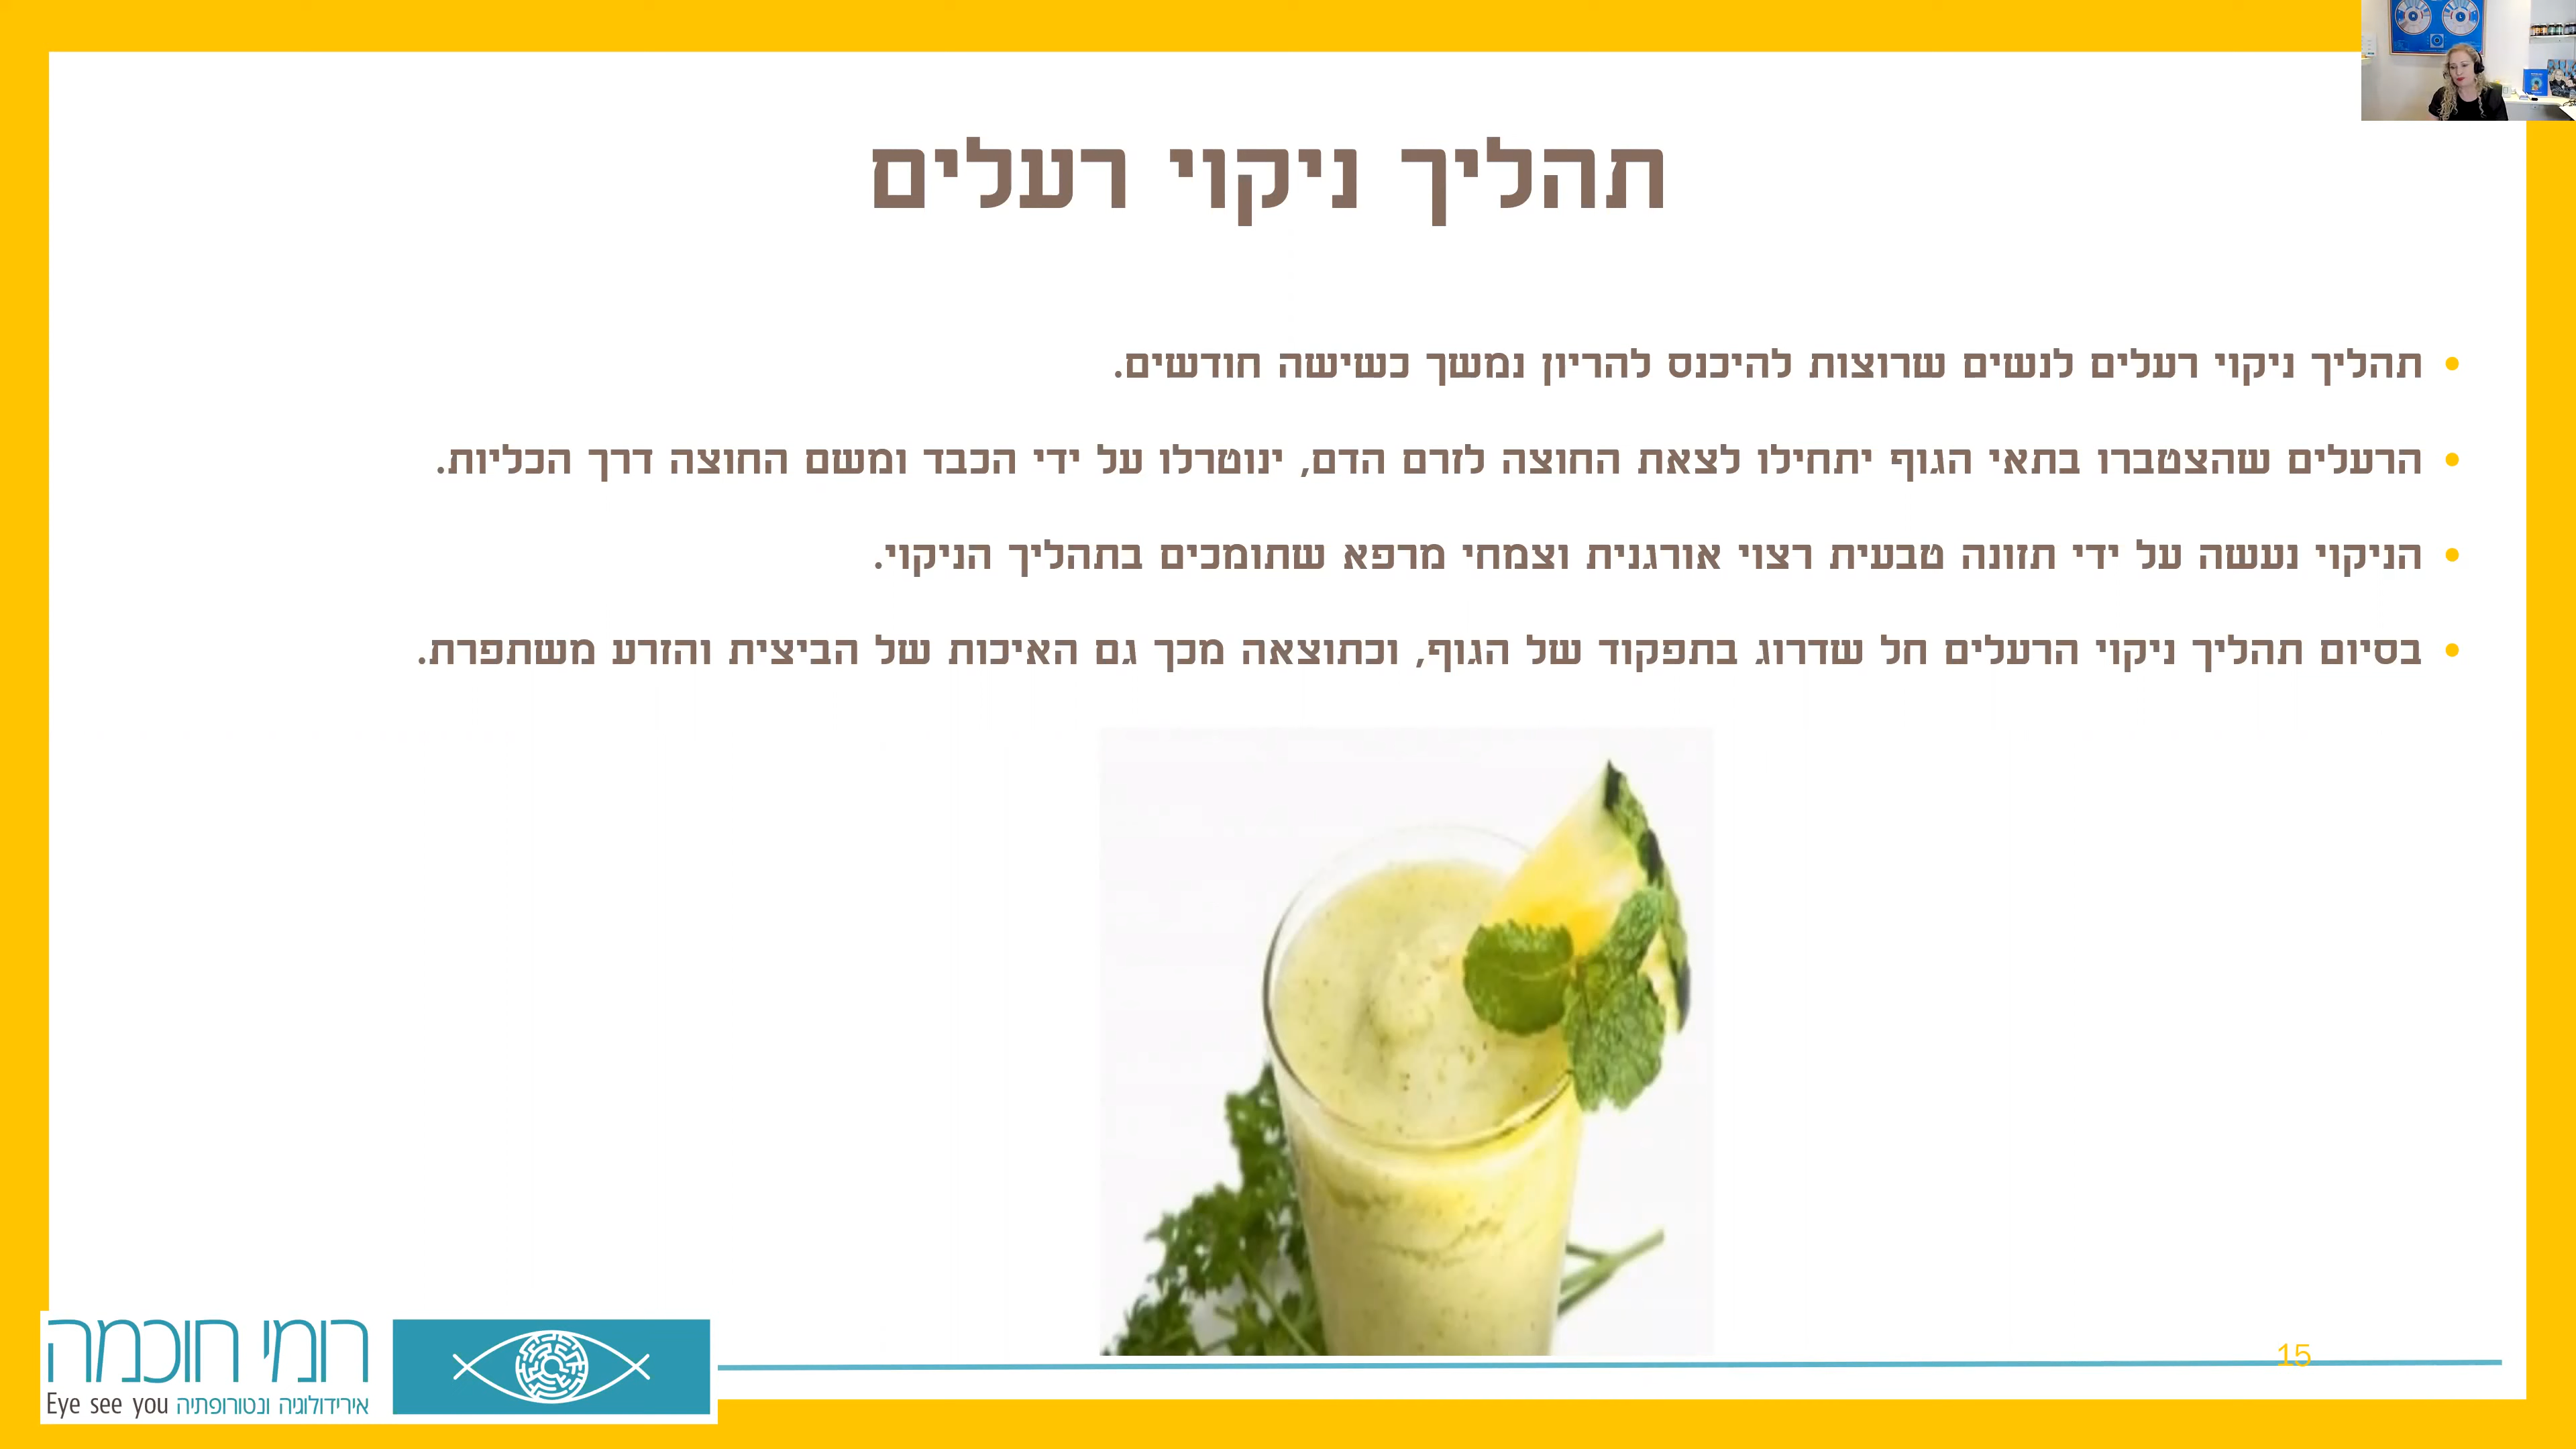 תהליך ניקוי רעלים
• תהליך ניקוי רעלים לנשים שרוצות להיכנס להריון נמשך כשישה חודשים.
• הרעלים שהצטברו בתאי הגוף יתחילו לצאת החוצה לזרם הדם, ינוטרלו על ידי הכבד ומשם החוצה דרך הכליות.
• הניקוי נעשה על ידי תזונה טבעית רצוי אורגנית וצמחי מרפא שתומכים בתהליך הניקוי.
• בסיום תהליך ניקוי הרעלים חל שדרוג בתפקוד של הגוף, וכתוצאה מכך גם האיכות של הביצית והזרע משתפרת.
רומי חוכמה
אירידולוגיה ונטורופתיה Eye see you
15